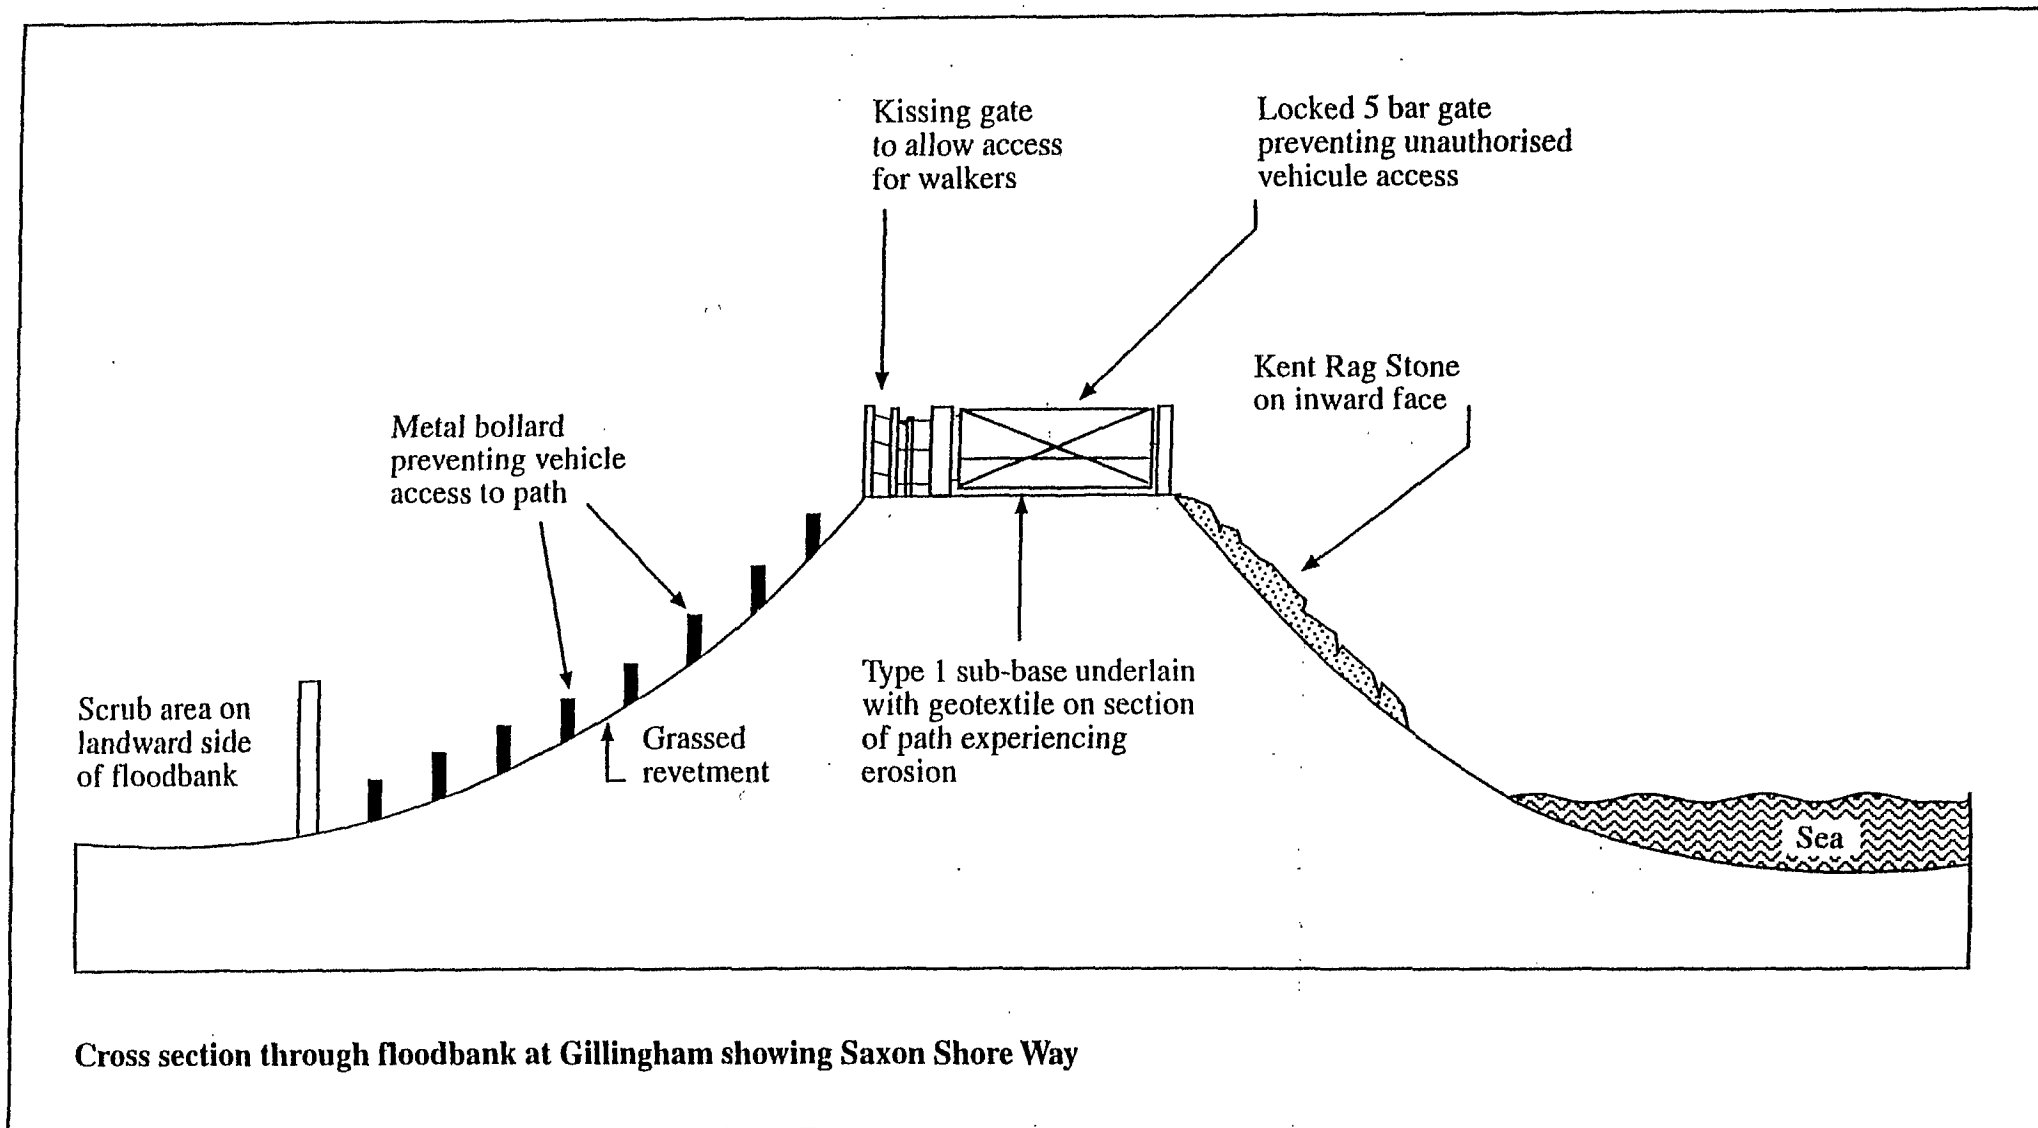 Kissing gate
to allow access
for walkers
Locked 5 bar gate
preventing unauthorised
vehicule access
Kent Rag Stone
on inward face
Metal bollard
preventing vehicle
access to path
Scrub area on
landward side
of floodbank
Grassed
revetment
Type 1 sub-base underlain
with geotextile on section
of path experiencing
erosion
Sea
Cross section through floodbank at Gillingham showing Saxon Shore Way